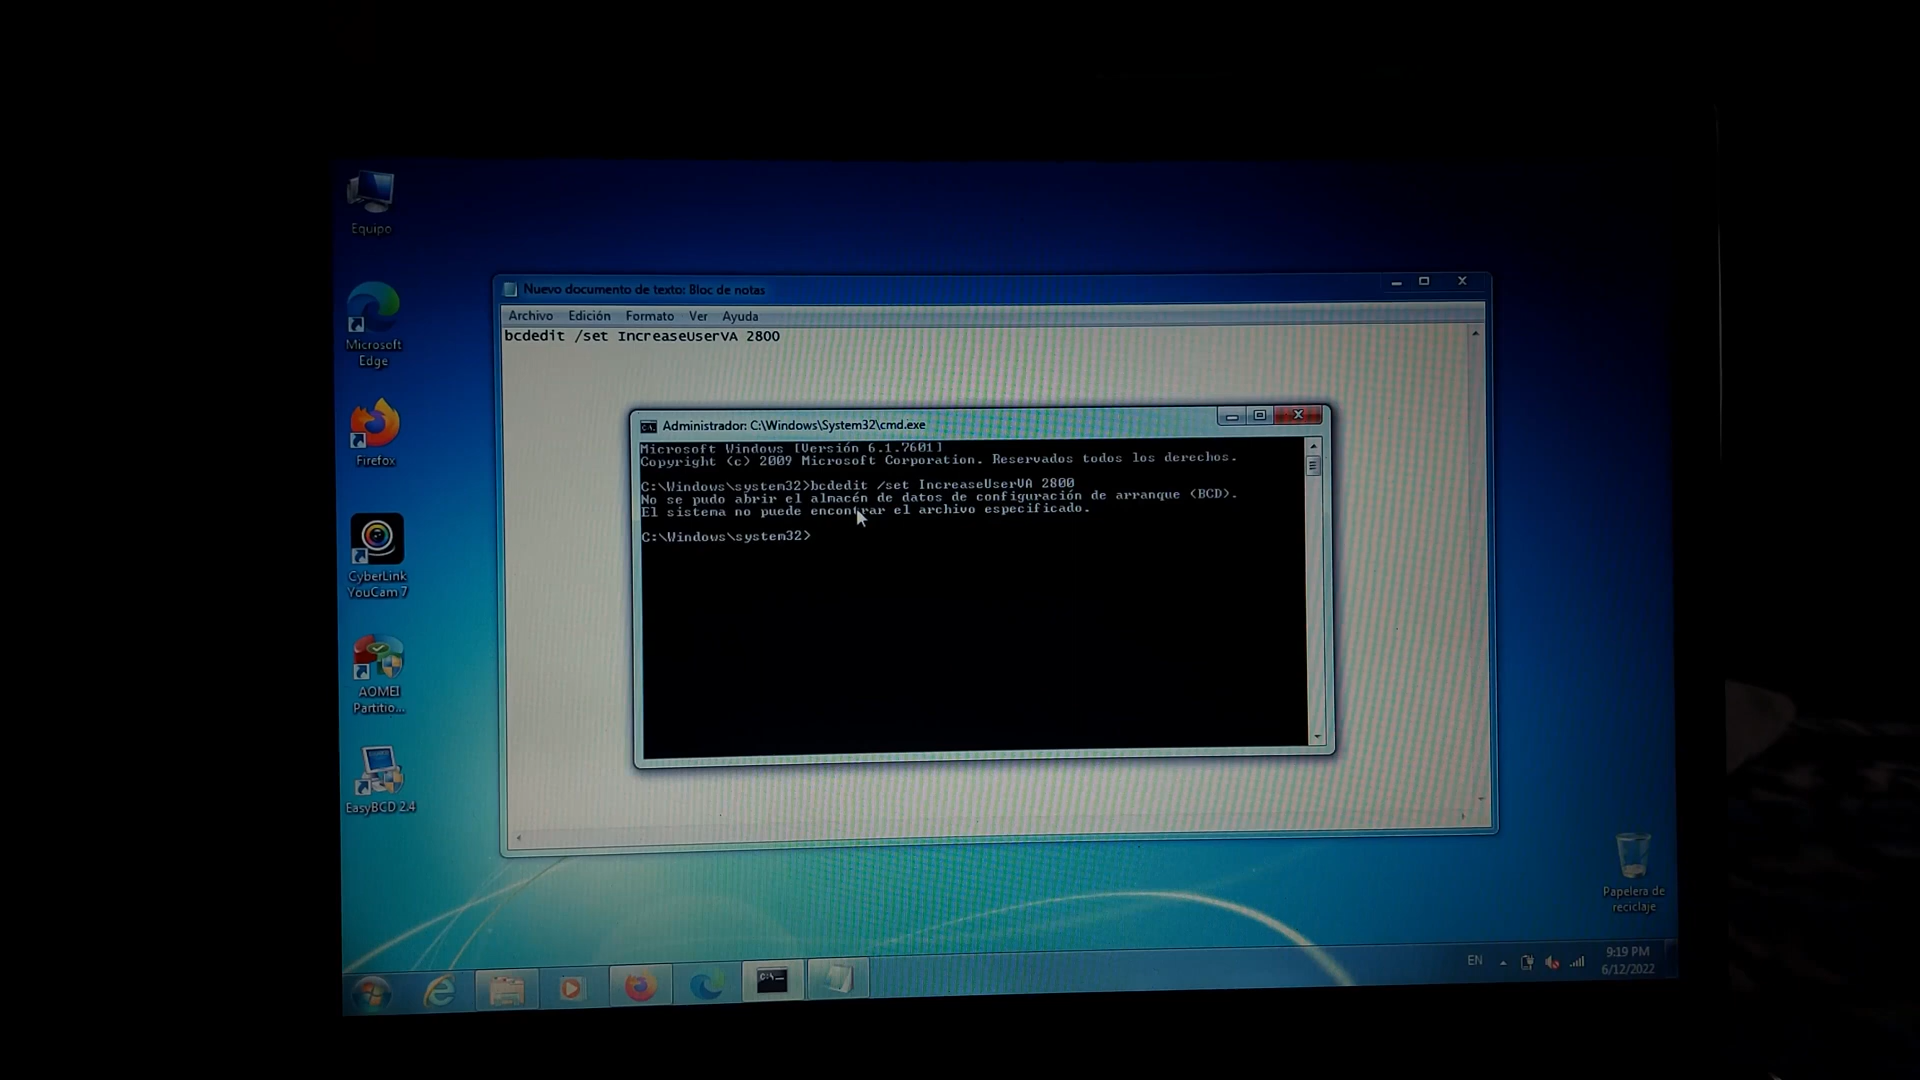 Equipo
Microsoft
Edge
Firefox
CyberLink
YouCam 7
AOMEI
Partitio...
EasyBCD 2.4
Nuevo documento de texto: Bloc de notas
Archivo Edición Formato Ver Ayuda
bcdedit /set IncreaseUserVA 2800
Administrador: C:\Windows\System32\cmd.exe
Microsoft Windows [Versión 6.1.7601]
Copyright (c) 2009 Microsoft Corporation. Reservados todos los derechos.
C:\Windows\system32>bcdedit /set IncreaseUserVA 2800
No se pudo abrir el almacén de datos de configuración de arranque (BCD).
El sistema no puede encontrar el archivo especificado.
C:\Windows\system32>
Papelera de
reciclaje
EN
9:19 PM
6/12/2022